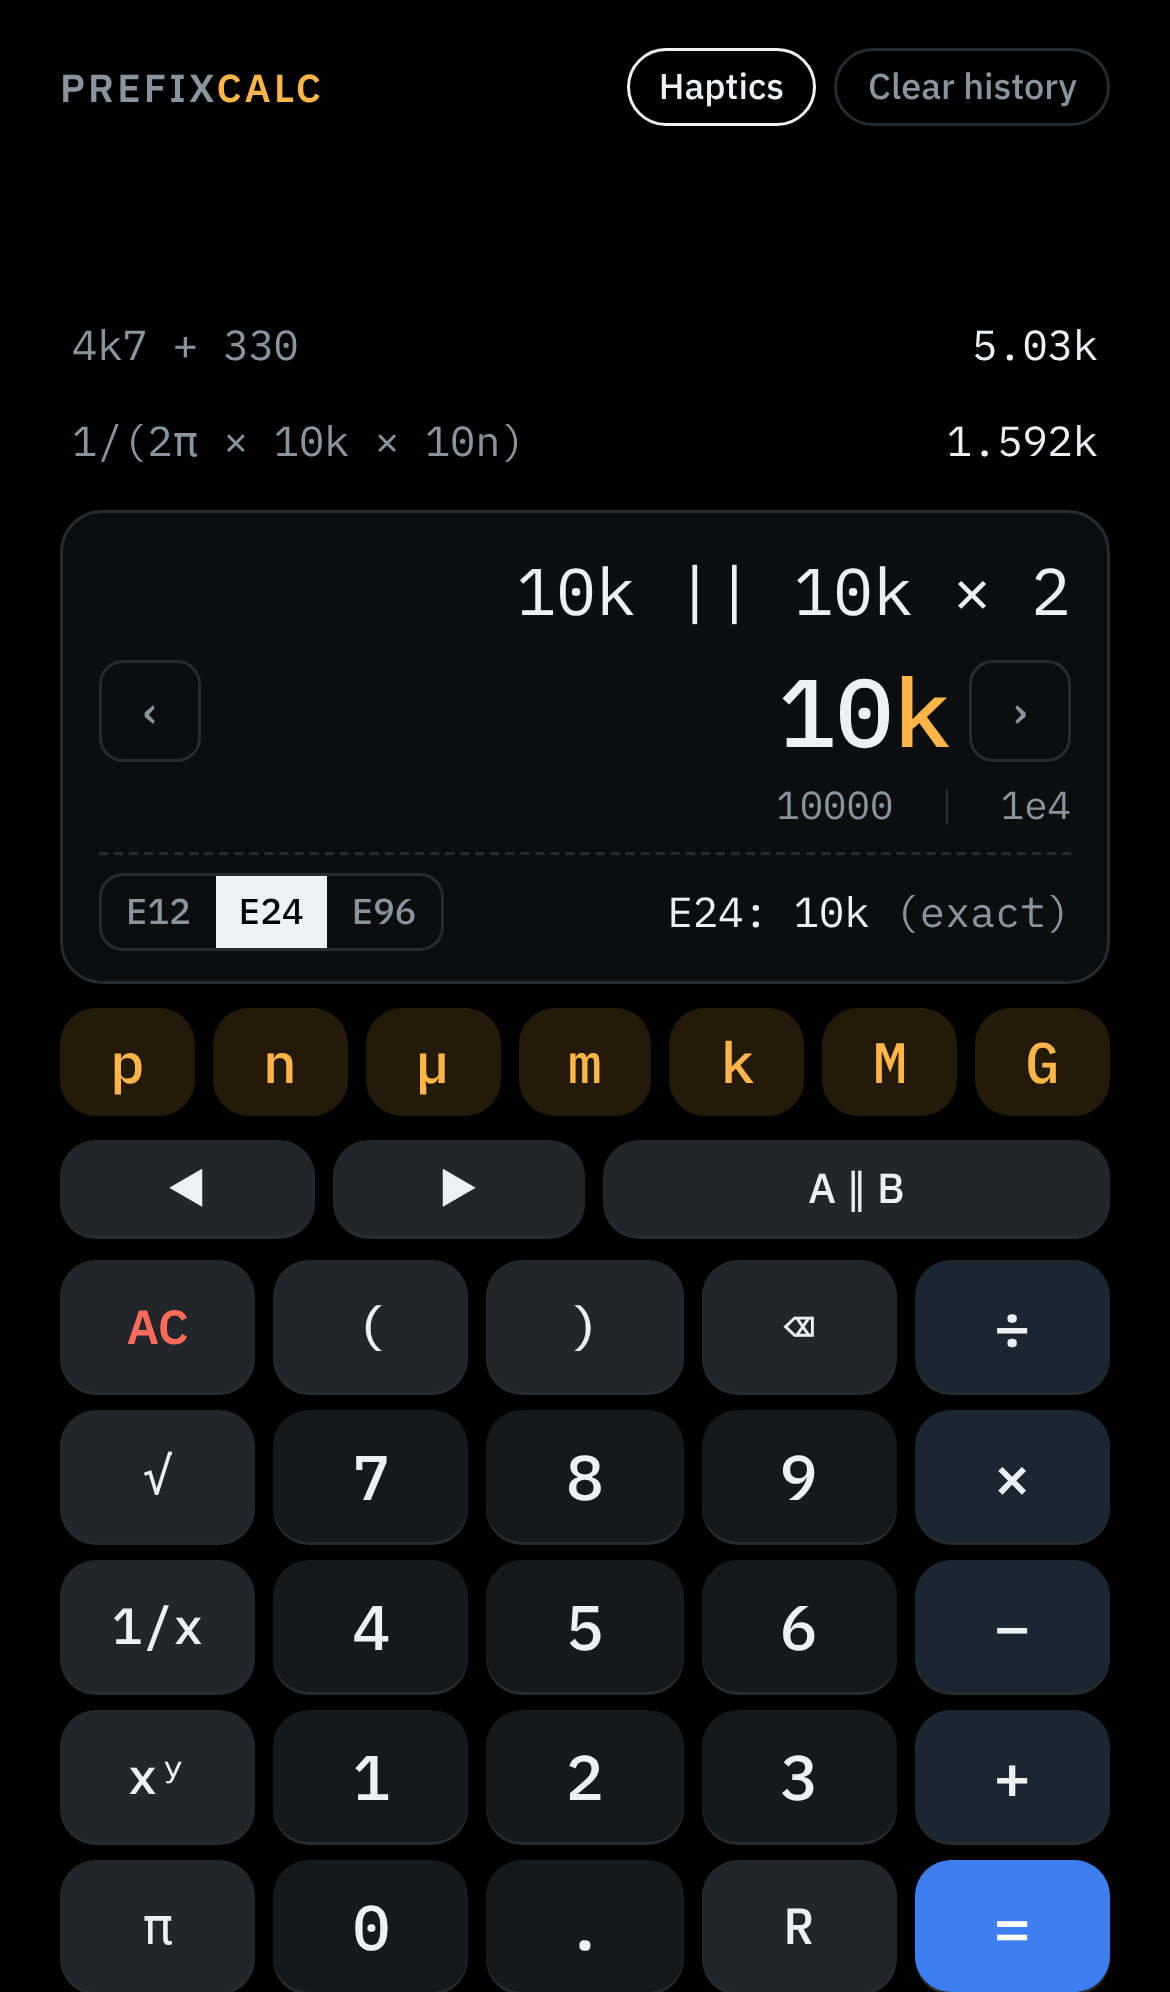 PREFIXCALC Haptics Clear history
4k7 + 330 5.03k
1/(2π × 10k × 10n) 1.592k
10k || 10k × 2
‹ 10k ›
10000 | 1e4
E12 E24 E96 E24: 10k (exact)
p n µ m k M G
◀ ▶ A ∥ B
AC ( ) ⌫ ÷
√ 7 8 9 ×
1/x 4 5 6 −
xʸ 1 2 3 +
π 0 . R =